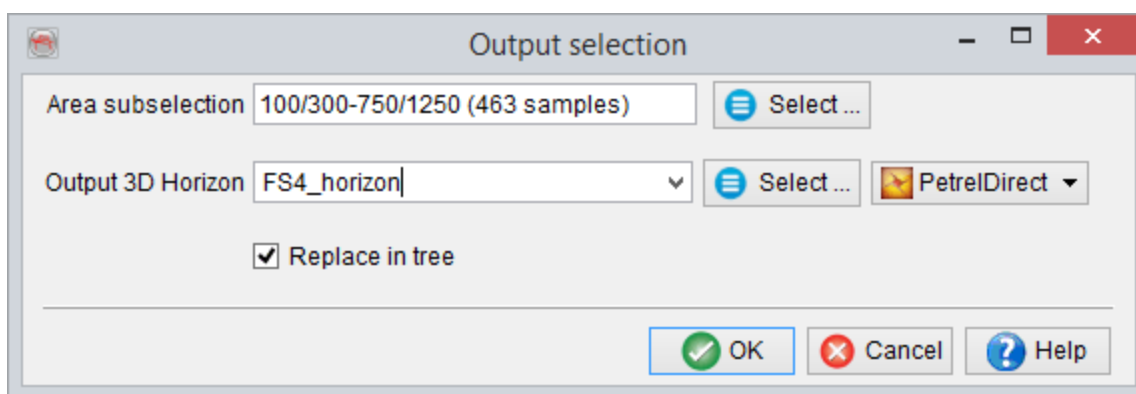 Output selection
Area subselection 100/300-750/1250 (463 samples) Select ...
Output 3D Horizon FS4_horizon Select ... PetrelDirect
Replace in tree
OK Cancel Help